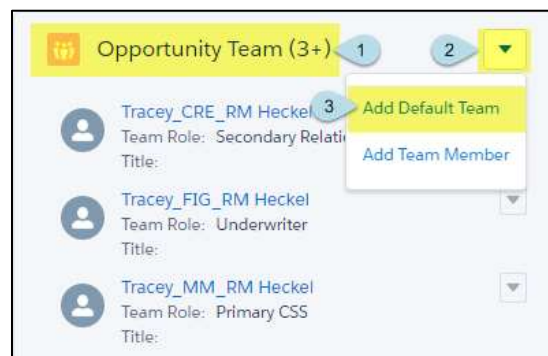 Opportunity Team (3+) 1 2
Tracey_CRE_RM Heckel 3 Add Default Team
Team Role: Secondary Relati
Title: Add Team Member
Tracey_FIG_RM Heckel
Team Role: Underwriter
Title:
Tracey_MM_RM Heckel
Team Role: Primary CSS
Title: